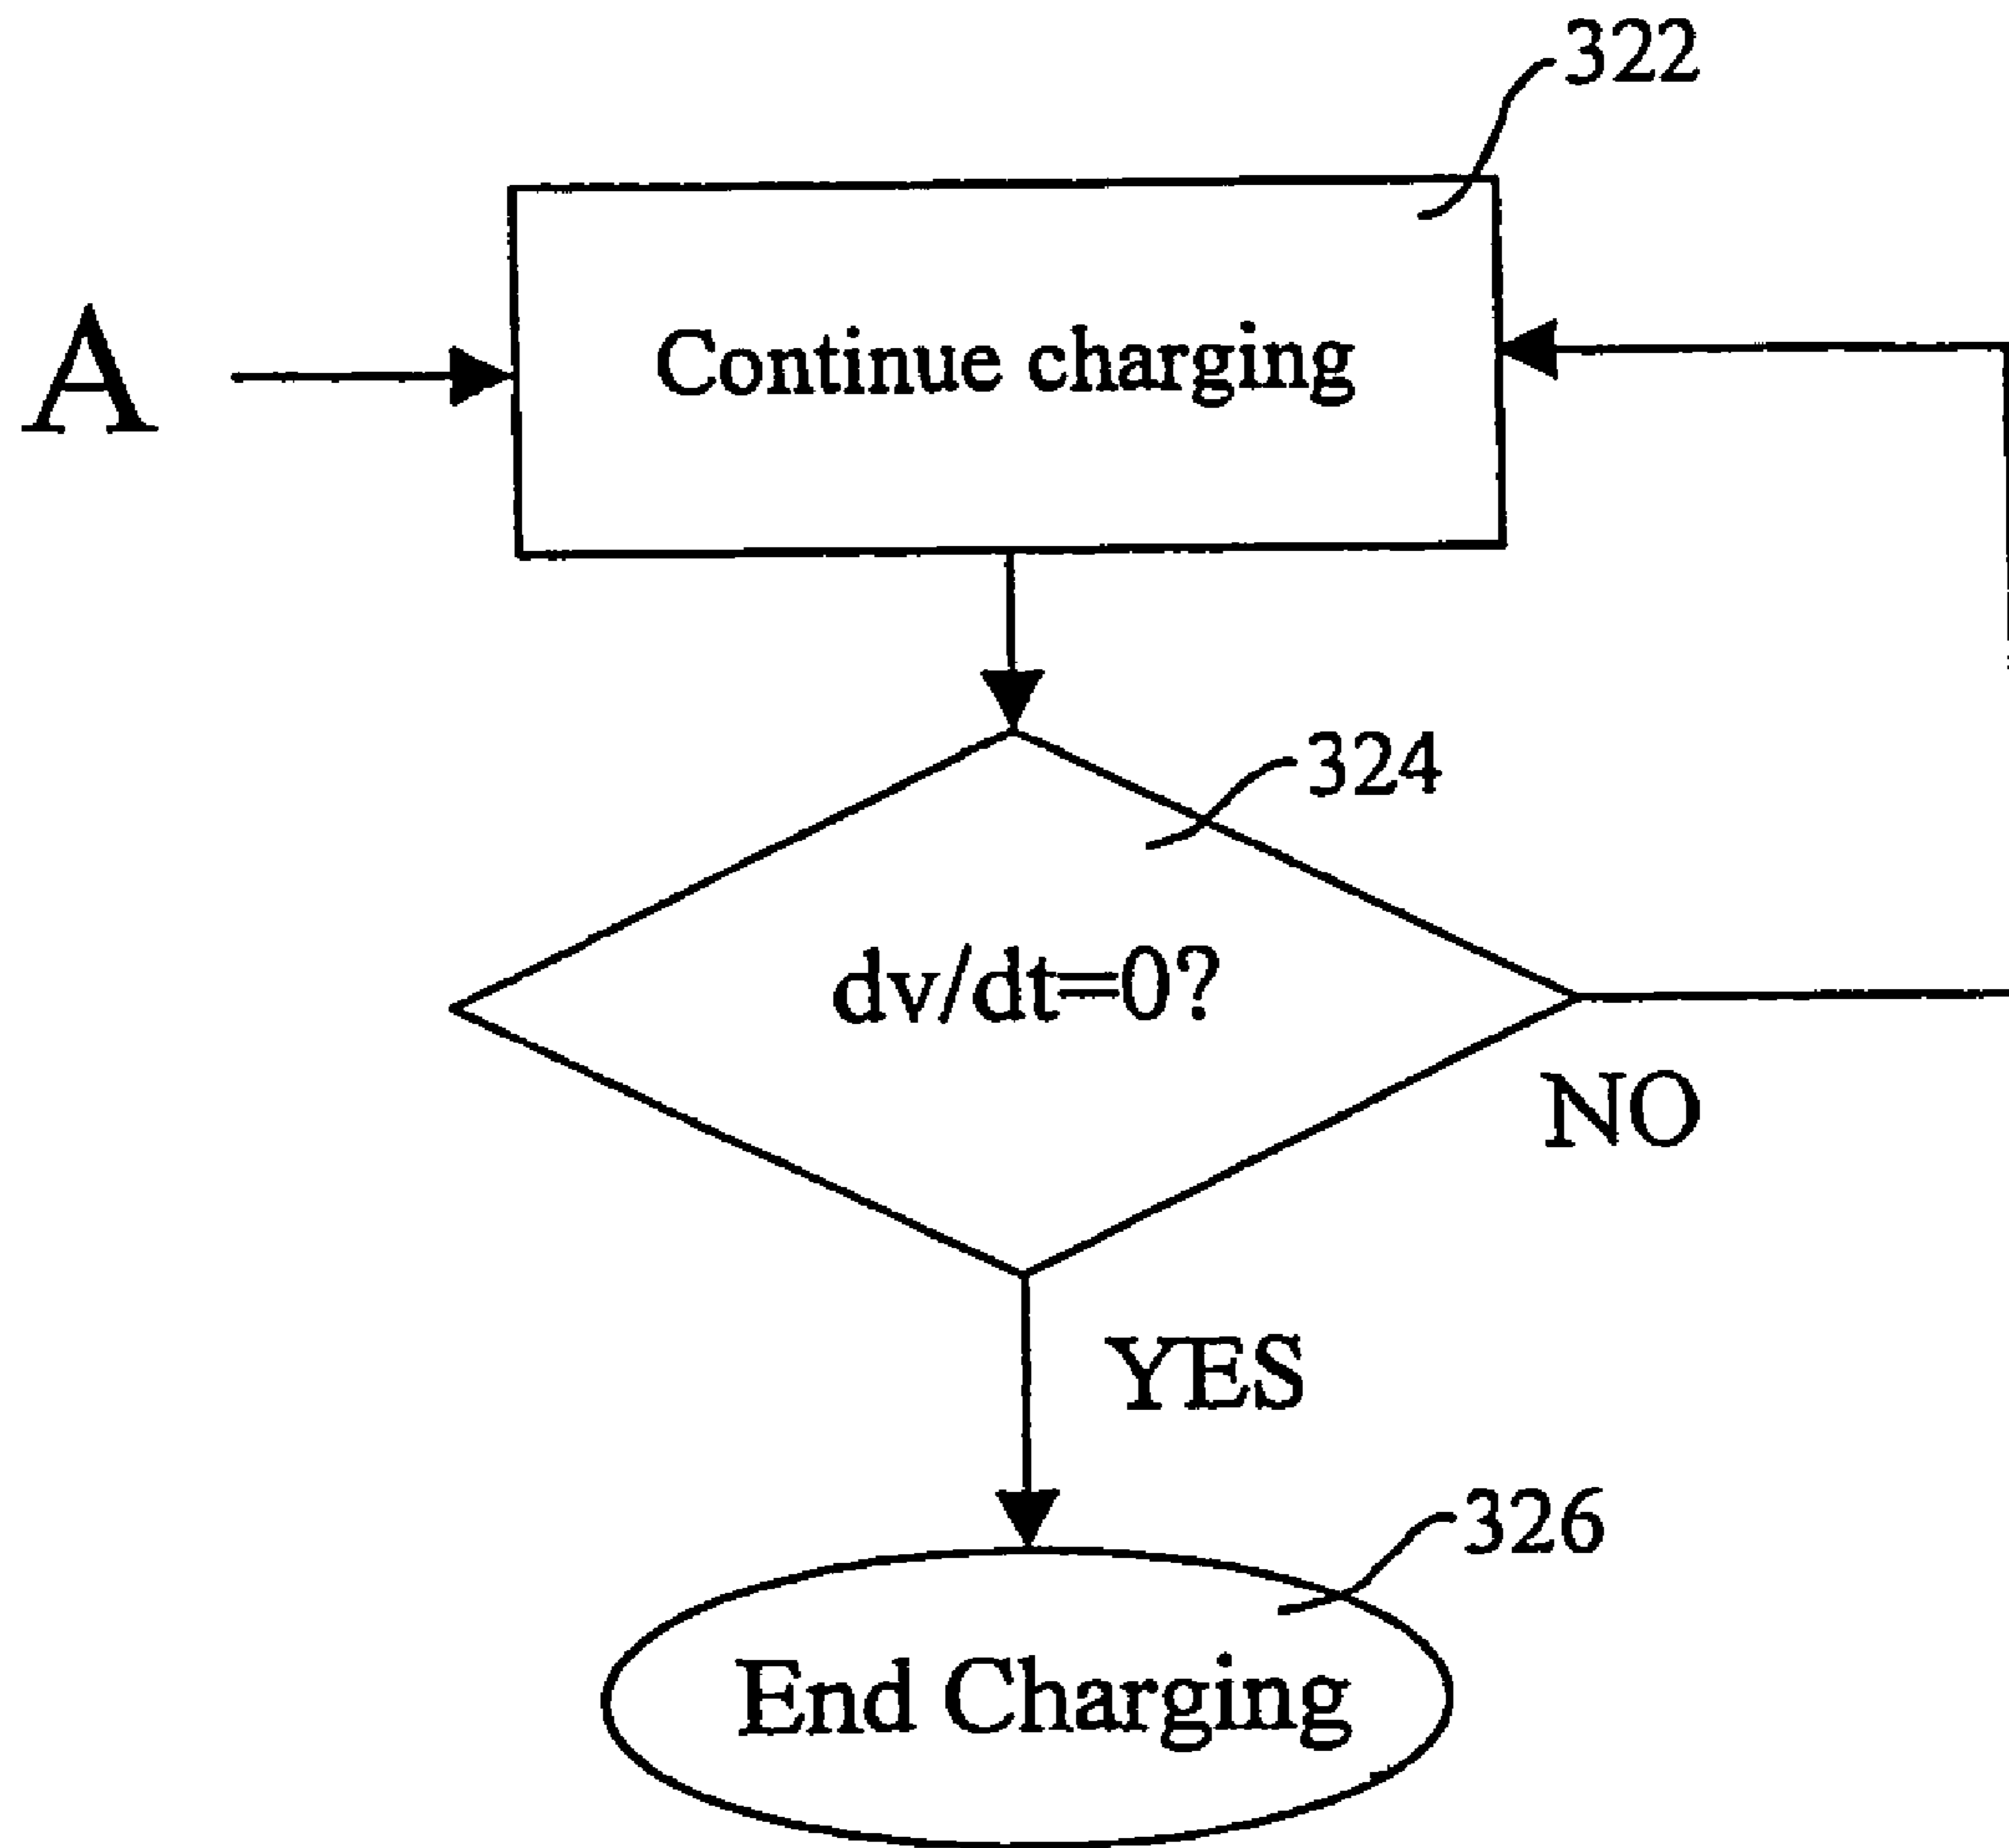 322
A
Continue charging
324
dv/dt=0?
NO
YES
326
End Charging